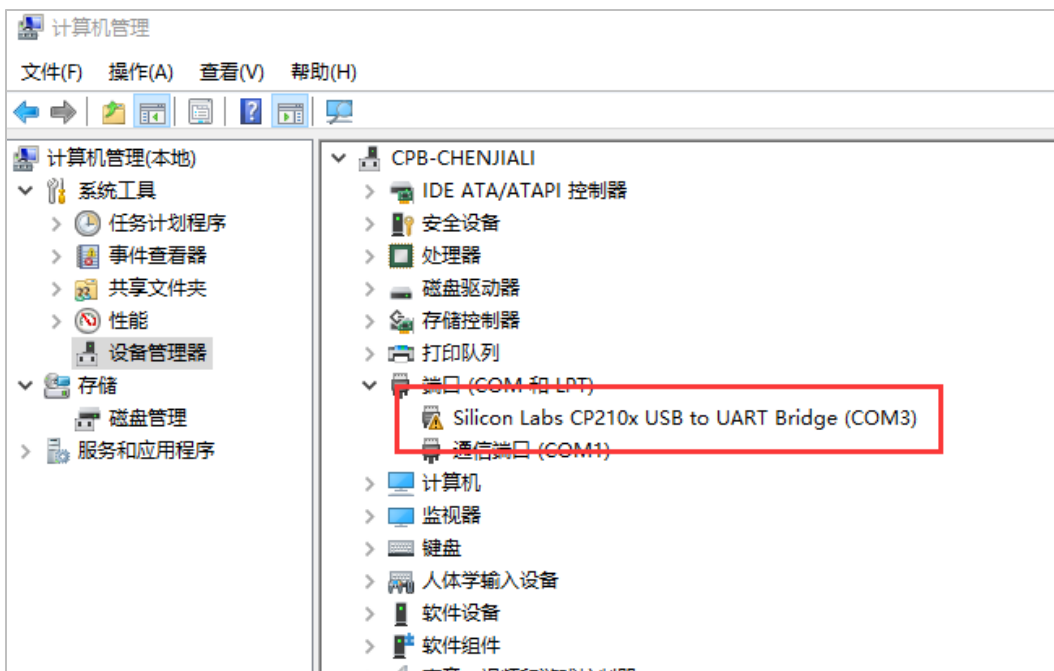 计算机管理
文件(F) 操作(A) 查看(V) 帮助(H)
计算机管理(本地)
系统工具
任务计划程序
事件查看器
共享文件夹
性能
设备管理器
存储
磁盘管理
服务和应用程序
CPB-CHENJIALI
IDE ATA/ATAPI 控制器
安全设备
处理器
磁盘驱动器
存储控制器
打印队列
端口 (COM 和 LPT)
Silicon Labs CP210x USB to UART Bridge (COM3)
通信端口 (COM1)
计算机
监视器
键盘
人体学输入设备
软件设备
软件组件